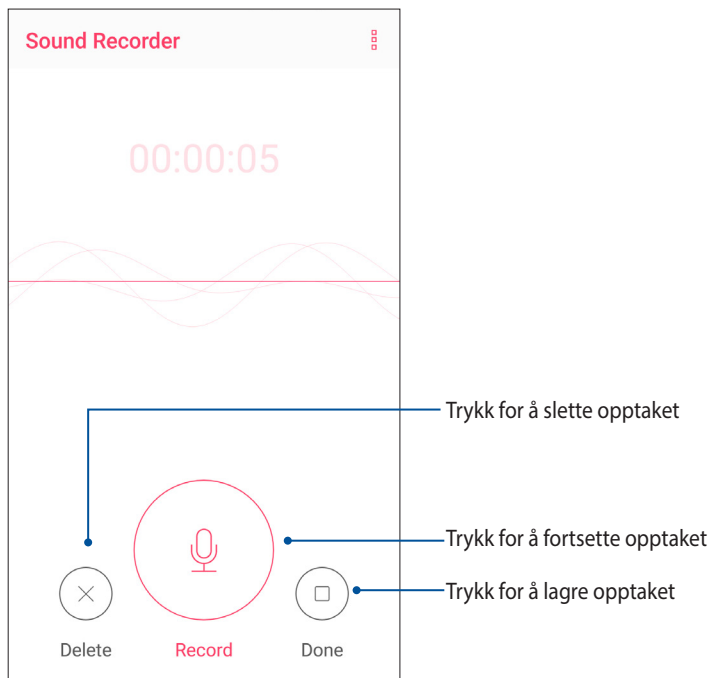 Sound Recorder
00:00:05
Trykk for å slette opptaket
Trykk for å fortsette opptaket
Trykk for å lagre opptaket
Delete
Record
Done